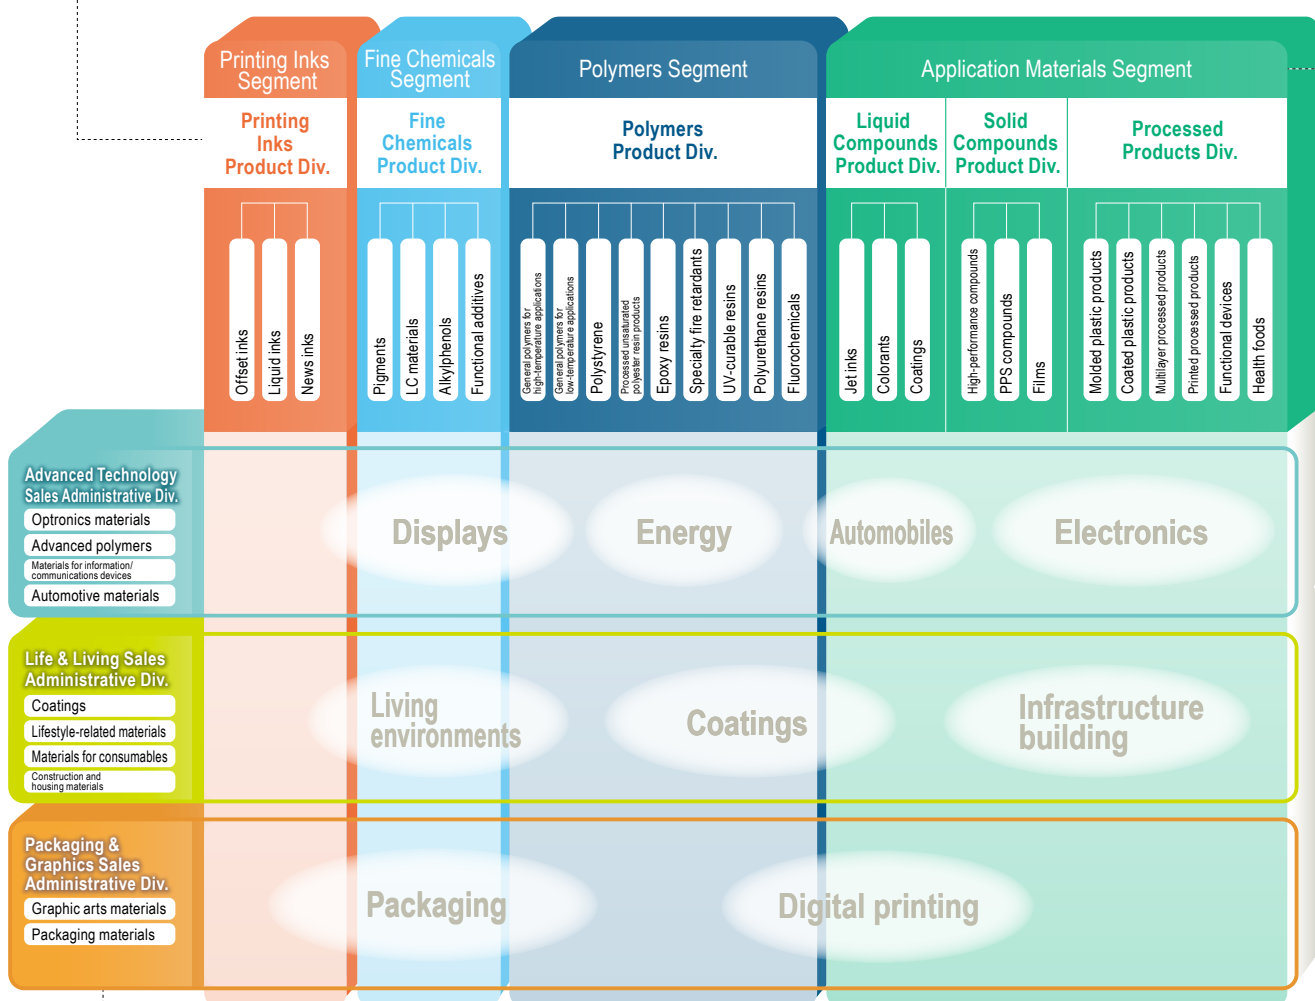 Printing Inks
Segment
Fine Chemicals
Segment
Polymers Segment
Application Materials Segment
Printing
Inks
Product Div.
Fine
Chemicals
Product Div.
Polymers
Product Div.
Liquid
Compounds
Product Div.
Solid
Compounds
Product Div.
Processed
Products Div.
Offset inks
Liquid inks
News inks
Pigments
LC materials
Alkylphenols
Functional additives
General polymers for
high-temperature applications
General polymers for
low-temperature applications
Polystyrene
Processed unsaturated
polyester resin products
Epoxy resins
Specialty fire retardants
UV-curable resins
Polyurethane resins
Fluorochemicals
Jet inks
Colorants
Coatings
High-performance compounds
PPS compounds
Films
Molded plastic products
Coated plastic products
Multilayer processed products
Printed processed products
Functional devices
Health foods
Advanced Technology
Sales Administrative Div.
Optronics materials
Advanced polymers
Materials for information/
communications devices
Automotive materials
Displays
Energy
Automobiles
Electronics
Life & Living Sales
Administrative Div.
Coatings
Lifestyle-related materials
Materials for consumables
Construction and
housing materials
Living
environments
Coatings
Infrastructure
building
Packaging &
Graphics Sales
Administrative Div.
Graphic arts materials
Packaging materials
Packaging
Digital printing